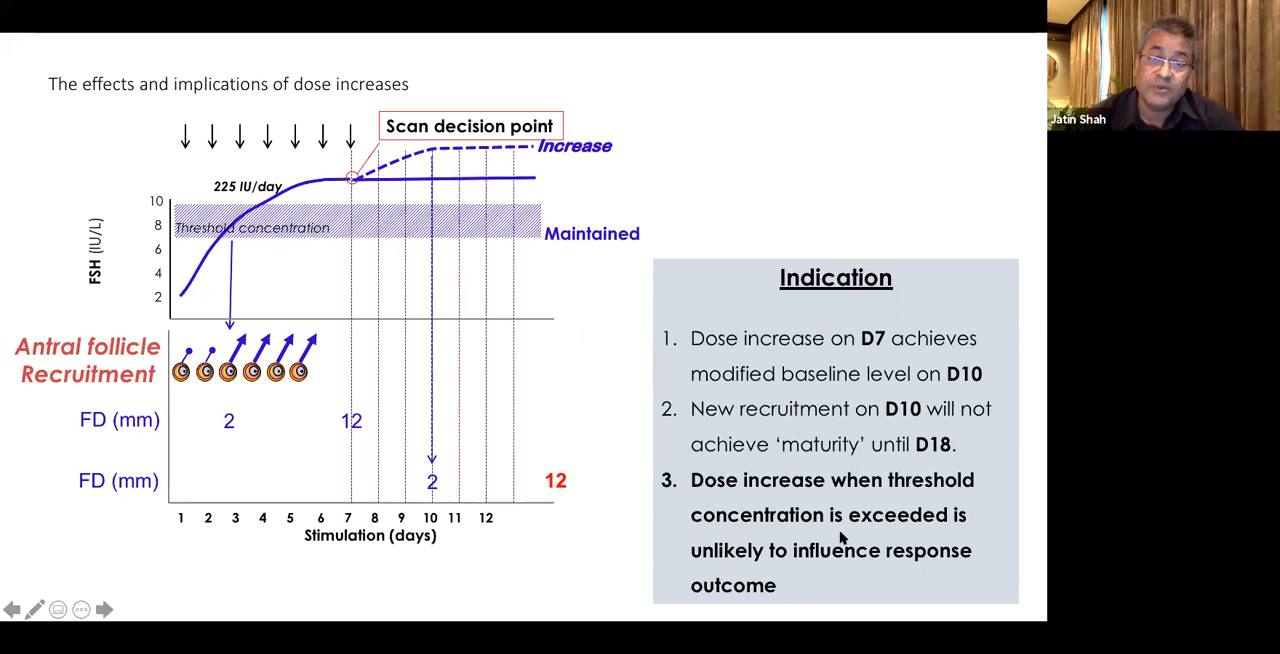 The effects and implications of dose increases
Scan decision point
Increase
225 IU/day
10
8
6
4
2
FSH (IU/L)
Threshold concentration
Maintained
Antral follicle
Recruitment
FD (mm)
2
12
FD (mm)
2
12
1 2 3 4 5 6 7 8 9 10 11 12
Stimulation (days)
Indication
1. Dose increase on D7 achieves
modified baseline level on D10
2. New recruitment on D10 will not
achieve ‘maturity’ until D18.
3. Dose increase when threshold
concentration is exceeded is
unlikely to influence response
outcome
Jatin Shah